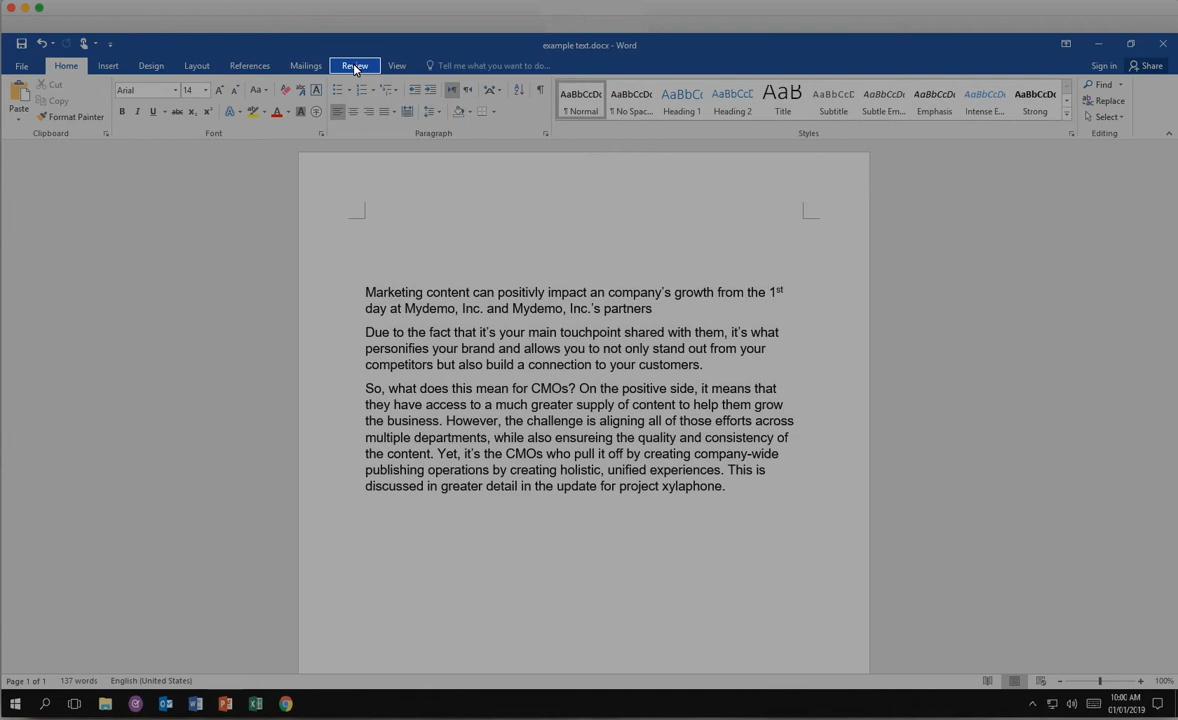 example text.docx - Word
File Home Insert Design Layout References Mailings Review View Tell me what you want to do... Sign in Share
Paste
Cut
Copy
Format Painter
Clipboard
Arial 14
Font
Paragraph
AaBbCcDc AaBbCcDc AaBbCc AaBbCcC AaB AaBbCcC AaBbCcDc AaBbCcDc AaBbCcDc AaBbCcDc
¶ Normal ¶ No Spac... Heading 1 Heading 2 Title Subtitle Subtle Em... Emphasis Intense E... Strong
Styles
Find
Replace
Select
Editing
Marketing content can positivly impact an company's growth from the 1st
day at Mydemo, Inc. and Mydemo, Inc.'s partners
Due to the fact that it's your main touchpoint shared with them, it's what
personifies your brand and allows you to not only stand out from your
competitors but also build a connection to your customers.
So, what does this mean for CMOs? On the positive side, it means that
they have access to a much greater supply of content to help them grow
the business. However, the challenge is aligning all of those efforts across
multiple departments, while also ensureing the quality and consistency of
the content. Yet, it's the CMOs who pull it off by creating company-wide
publishing operations by creating holistic, unified experiences. This is
discussed in greater detail in the update for project xylaphone.
Page 1 of 1 137 words English (United States) 100%
10:00 AM
01/01/2019